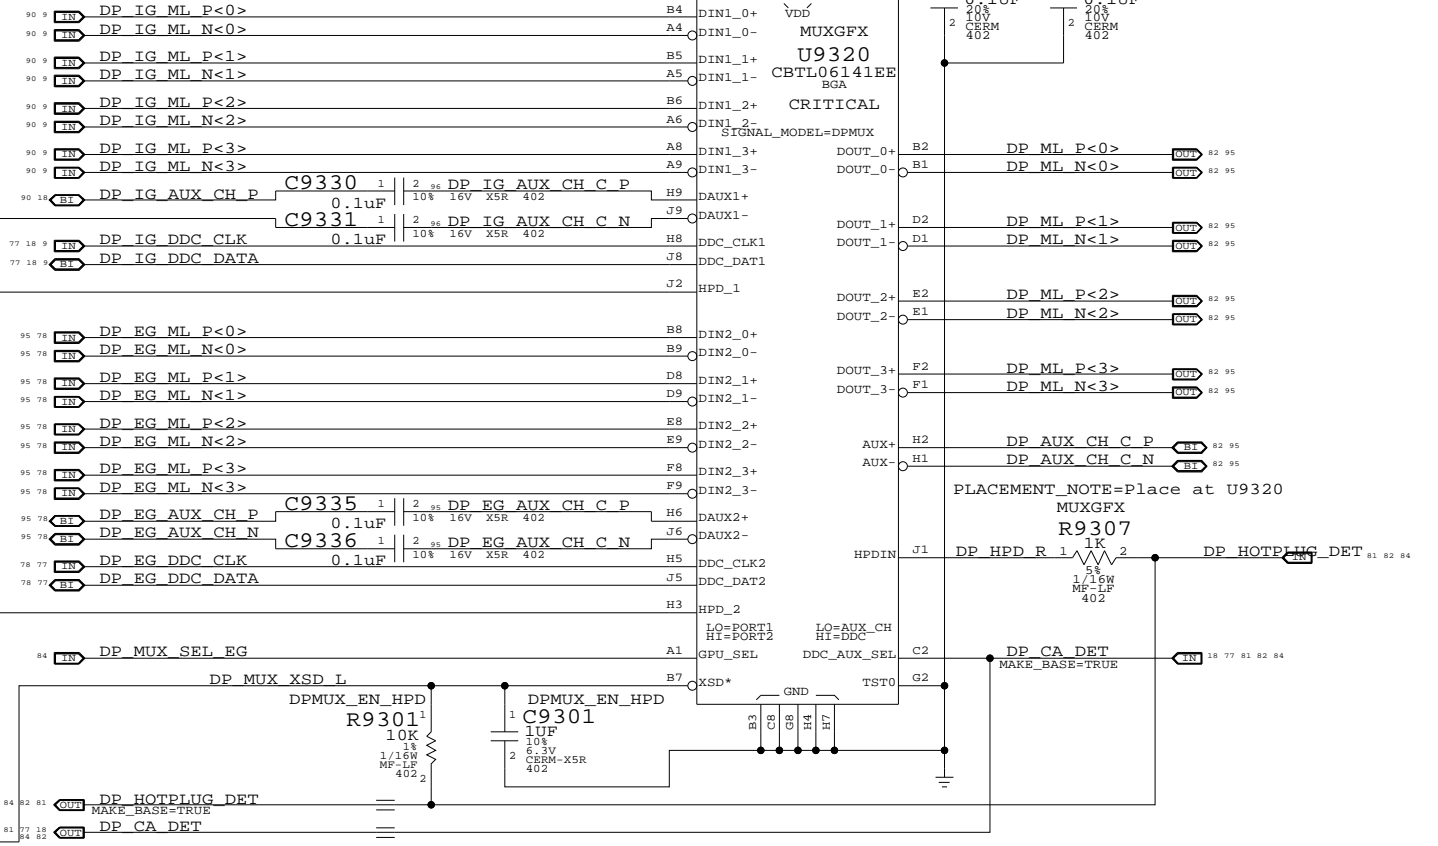 0.1UF
20%
10V
CERM
402
2
0.1UF
20%
10V
CERM
402
2
90 9 IN DP_IG_ML_P<0> B4 DIN1_0+
90 9 IN DP_IG_ML_N<0> A4 DIN1_0-
90 9 IN DP_IG_ML_P<1> B5 DIN1_1+
90 9 IN DP_IG_ML_N<1> A5 DIN1_1-
90 9 IN DP_IG_ML_P<2> B6 DIN1_2+
90 9 IN DP_IG_ML_N<2> A6 DIN1_2-
90 9 IN DP_IG_ML_P<3> A8 DIN1_3+
90 9 IN DP_IG_ML_N<3> A9 DIN1_3-
VDD
MUXGFX
U9320
CBTL06141EE
BGA
CRITICAL
SIGNAL_MODEL=DPMUX
90 18 BI DP_IG_AUX_CH_P C9330 1 2 96 DP_IG_AUX_CH_C_P H9 DAUX1+
0.1uF 10% 16V X5R 402
C9331 1 2 96 DP_IG_AUX_CH_C_N J9 DAUX1-
0.1uF 10% 16V X5R 402
77 18 9 IN DP_IG_DDC_CLK H8 DDC_CLK1
77 18 9 BI DP_IG_DDC_DATA J8 DDC_DAT1
J2 HPD_1
95 78 IN DP_EG_ML_P<0> B8 DIN2_0+
95 78 IN DP_EG_ML_N<0> B9 DIN2_0-
95 78 IN DP_EG_ML_P<1> D8 DIN2_1+
95 78 IN DP_EG_ML_N<1> D9 DIN2_1-
95 78 IN DP_EG_ML_P<2> E8 DIN2_2+
95 78 IN DP_EG_ML_N<2> E9 DIN2_2-
95 78 IN DP_EG_ML_P<3> F8 DIN2_3+
95 78 IN DP_EG_ML_N<3> F9 DIN2_3-
95 78 BI DP_EG_AUX_CH_P C9335 1 2 95 DP_EG_AUX_CH_C_P H6 DAUX2+
0.1uF 10% 16V X5R 402
95 78 BI DP_EG_AUX_CH_N C9336 1 2 95 DP_EG_AUX_CH_C_N J6 DAUX2-
0.1uF 10% 16V X5R 402
78 77 IN DP_EG_DDC_CLK H5 DDC_CLK2
78 77 BI DP_EG_DDC_DATA J5 DDC_DAT2
H3 HPD_2
LO=PORT1
HI=PORT2
84 IN DP_MUX_SEL_EG A1 GPU_SEL
DP_MUX_XSD_L B7 XSD*
DOUT_0+ B2 DP_ML_P<0> OUT 82 95
DOUT_0- B1 DP_ML_N<0> OUT 82 95
DOUT_1+ D2 DP_ML_P<1> OUT 82 95
DOUT_1- D1 DP_ML_N<1> OUT 82 95
DOUT_2+ E2 DP_ML_P<2> OUT 82 95
DOUT_2- E1 DP_ML_N<2> OUT 82 95
DOUT_3+ F2 DP_ML_P<3> OUT 82 95
DOUT_3- F1 DP_ML_N<3> OUT 82 95
AUX+ H2 DP_AUX_CH_C_P BI 82 95
AUX- H1 DP_AUX_CH_C_N BI 82 95
PLACEMENT_NOTE=Place at U9320
MUXGFX
R9307
1K
HPDIN J1 DP_HPD_R 1 2 DP_HOTPLUG_DET IN 81 82 84
5%
1/16W
MF-LF
402
LO=AUX_CH
HI=DDC
DDC_AUX_SEL C2 DP_CA_DET IN 18 77 81 82 84
MAKE_BASE=TRUE
TST0 G2
GND
B3 C8 G8 H4 H7
DPMUX_EN_HPD
R9301 1
10K
1%
1/16W
MF-LF
402 2
DPMUX_EN_HPD
1 C9301
1UF
10%
6.3V
2 CERM-X5R
402
84 82 81 OUT DP_HOTPLUG_DET
MAKE_BASE=TRUE
81 77 18 OUT DP_CA_DET
84 82